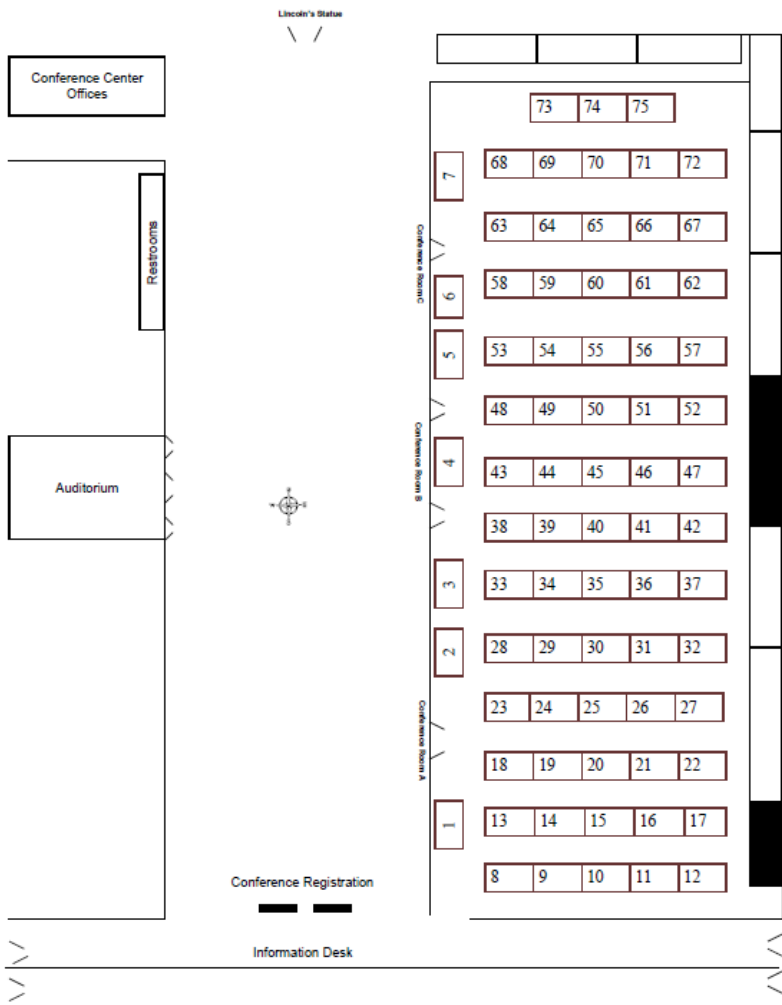 Lincoln's Statue
Conference Center
Offices
73 74 75
7
68 69 70 71 72
Restrooms
63 64 65 66 67
Conference Room C
6
58 59 60 61 62
5
53 54 55 56 57
48 49 50 51 52
Conference Room B
4
43 44 45 46 47
Auditorium
38 39 40 41 42
3
33 34 35 36 37
2
28 29 30 31 32
23 24 25 26 27
Conference Room A
18 19 20 21 22
1
13 14 15 16 17
8 9 10 11 12
Conference Registration
Information Desk